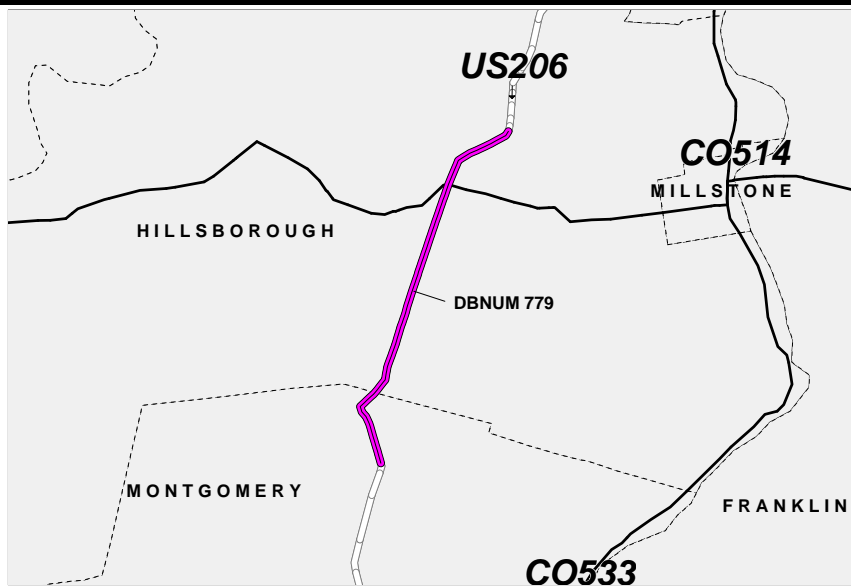 US206
CO514
MILLSTONE
HILLSBOROUGH
DBNUM 779
MONTGOMERY
FRANKLIN
CO533